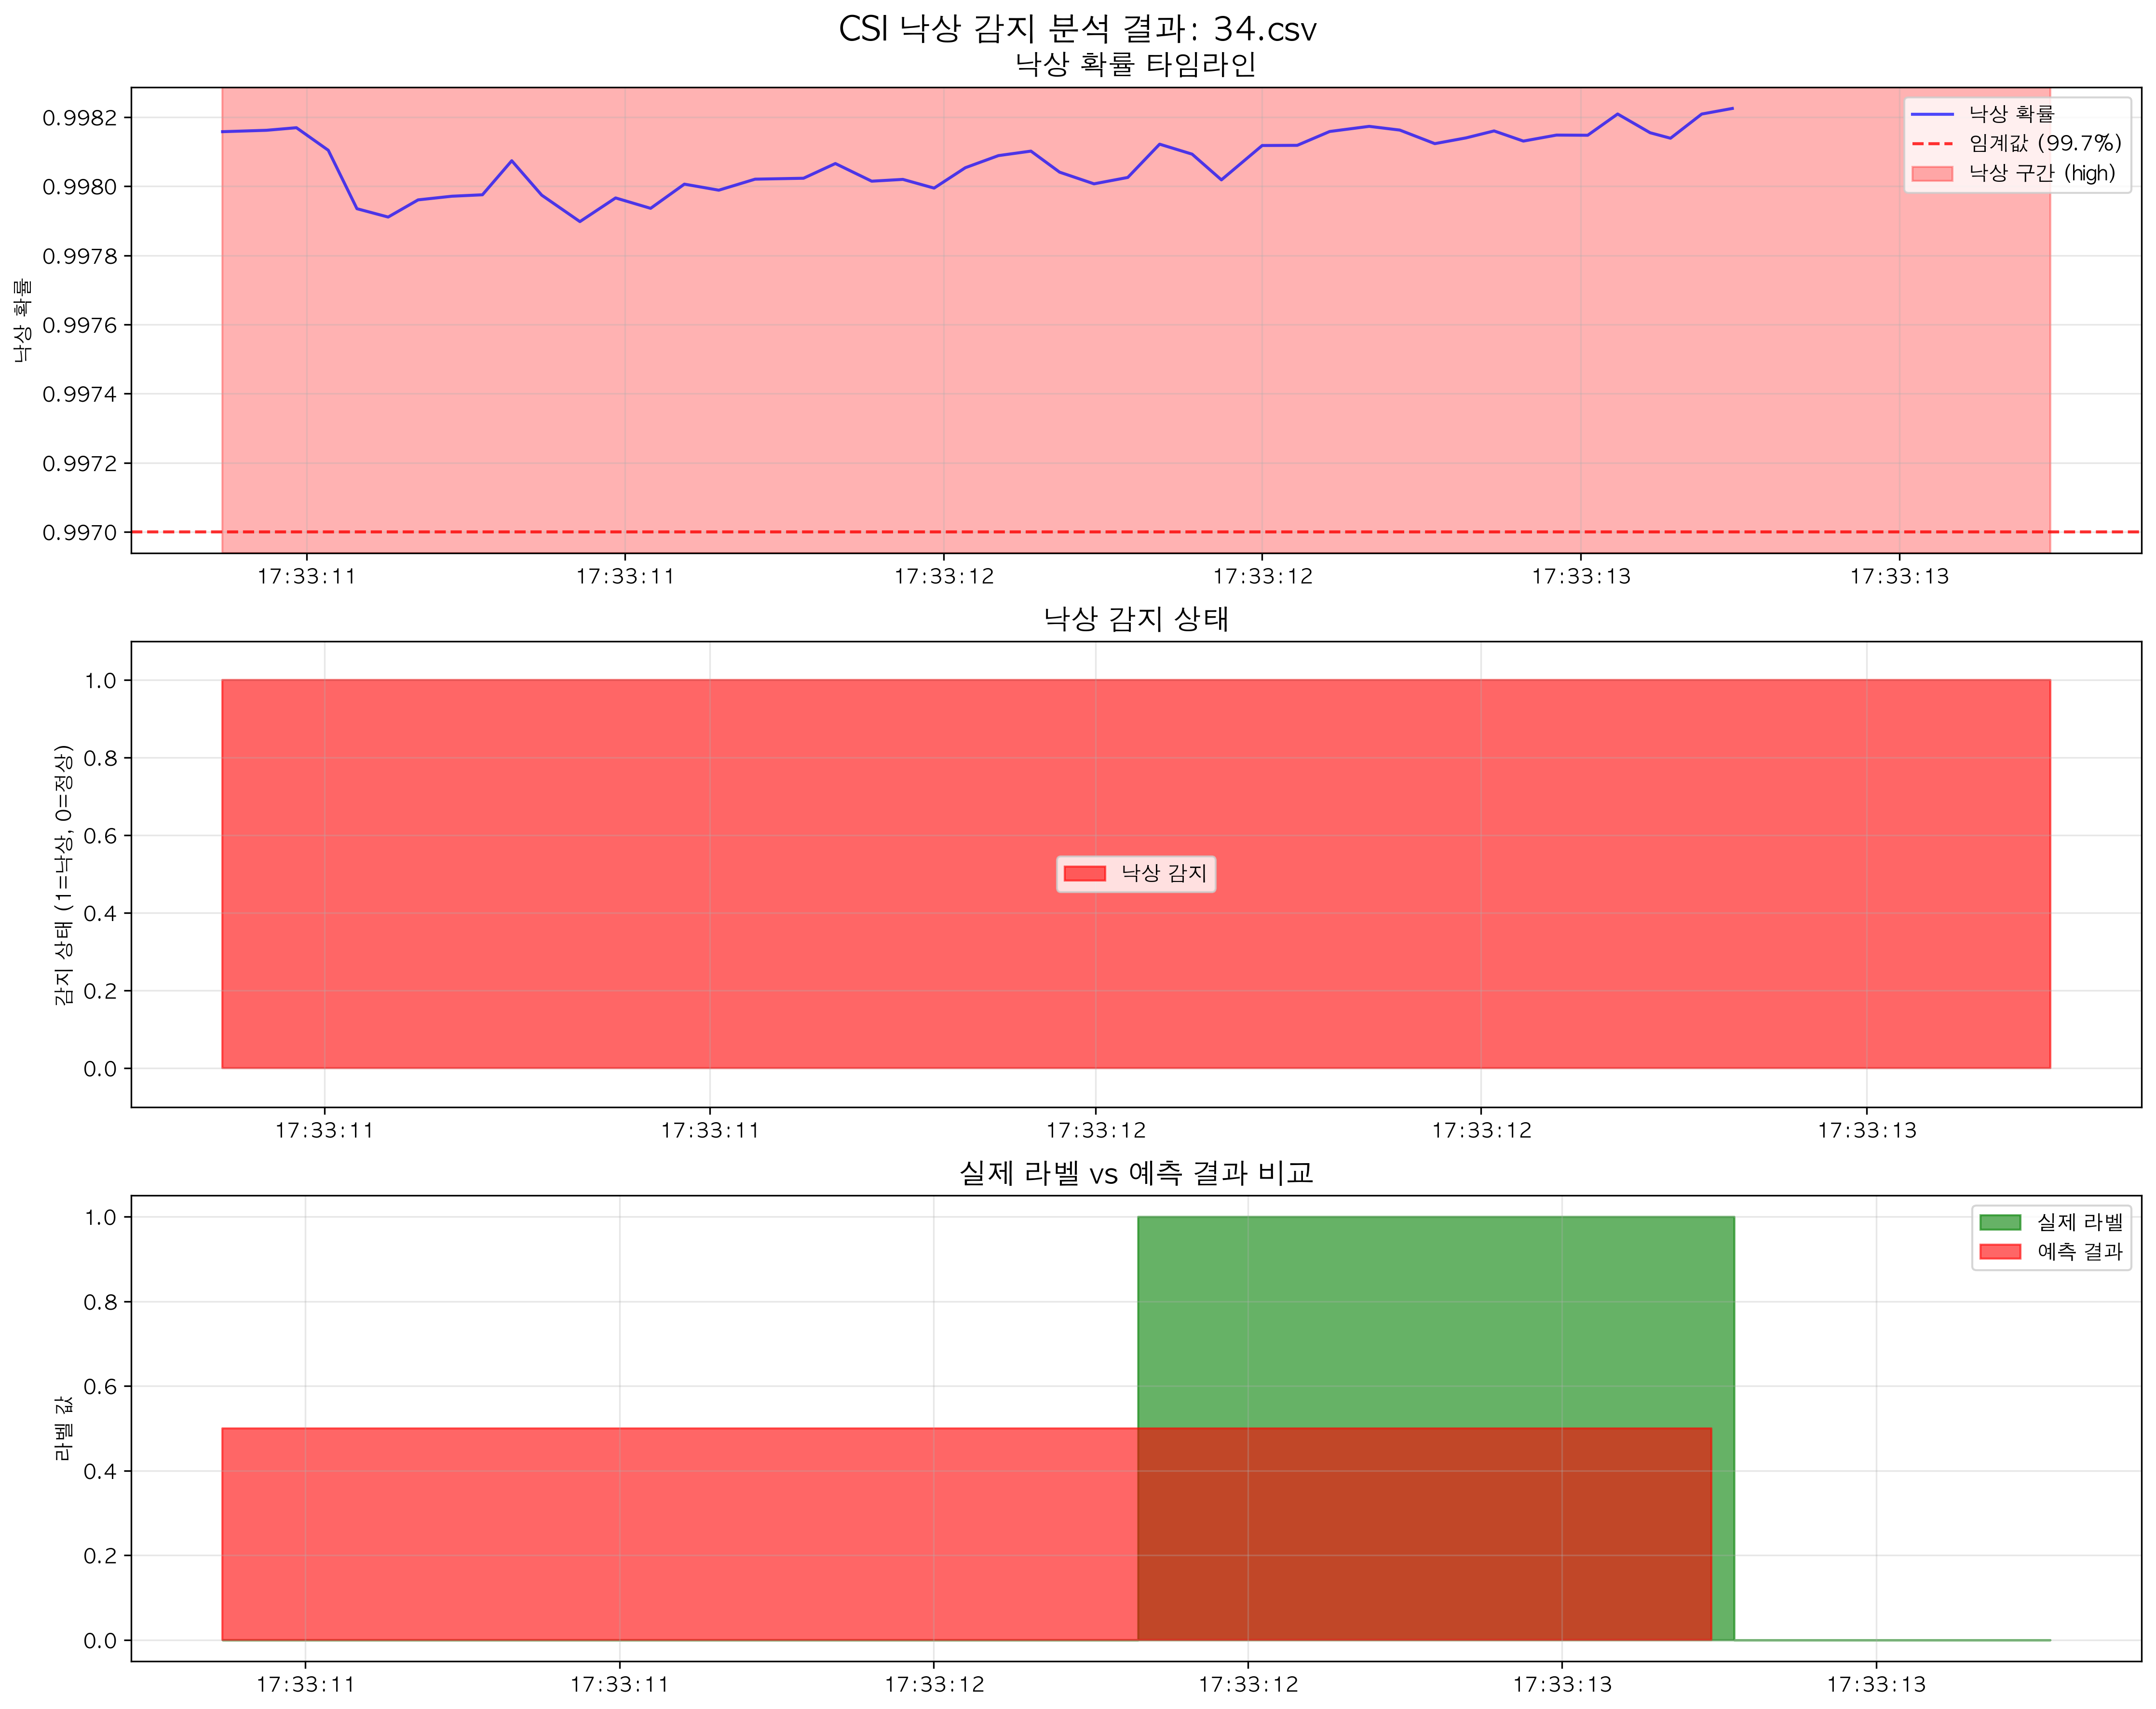 CSI 낙상 감지 분석 결과: 34.csv
낙상 확률 타임라인
낙상 확률
0.9982
0.9980
0.9978
0.9976
0.9974
0.9972
0.9970
낙상 확률
임계값 (99.7%)
낙상 구간 (high)
17:33:11 17:33:11 17:33:12 17:33:12 17:33:13 17:33:13
낙상 감지 상태
감지 상태 (1=낙상, 0=정상)
1.0
0.8
0.6
0.4
0.2
0.0
낙상 감지
17:33:11 17:33:11 17:33:12 17:33:12 17:33:13
실제 라벨 vs 예측 결과 비교
라벨 값
1.0
0.8
0.6
0.4
0.2
0.0
실제 라벨
예측 결과
17:33:11 17:33:11 17:33:12 17:33:12 17:33:13 17:33:13